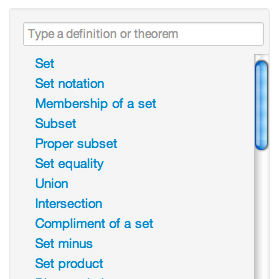 Type a definition or theorem
Set
Set notation
Membership of a set
Subset
Proper subset
Set equality
Union
Intersection
Compliment of a set
Set minus
Set product